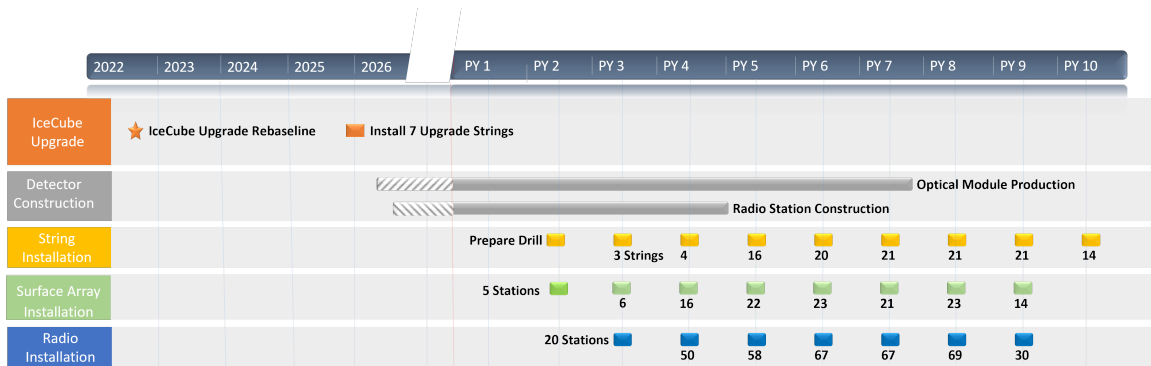 2022 2023 2024 2025 2026 PY 1 PY 2 PY 3 PY 4 PY 5 PY 6 PY 7 PY 8 PY 9 PY 10
IceCube
Upgrade
IceCube Upgrade Rebaseline
Install 7 Upgrade Strings
Detector
Construction
Optical Module Production
Radio Station Construction
String
Installation
Prepare Drill
3 Strings 4 16 20 21 21 21 14
Surface Array
Installation
5 Stations
6 16 22 23 21 23 14
Radio
Installation
20 Stations
50 58 67 67 69 30